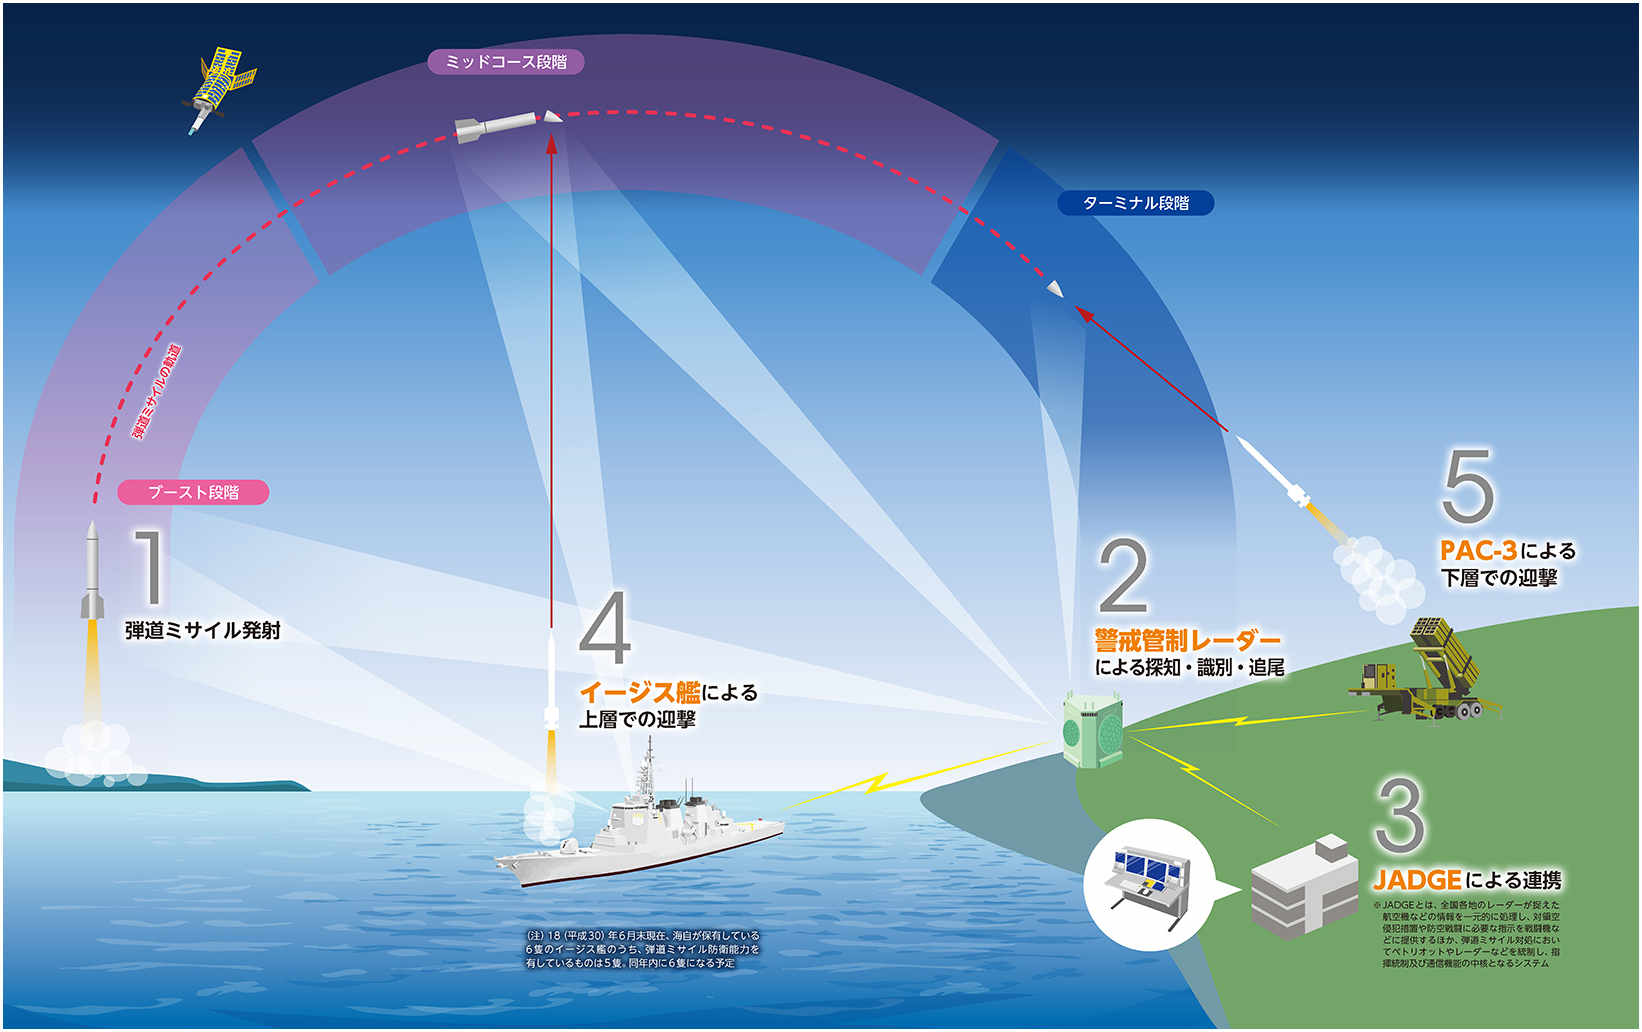 ミッドコース段階
ターミナル段階
弾道ミサイルの軌道
ブースト段階
1
弾道ミサイル発射
2
警戒管制レーダー
による探知・識別・追尾
3
JADGEによる連携
※JADGEとは、全国各地のレーダーが捉えた
航空機などの情報を一元的に処理し、対領空
侵犯措置や防空戦闘に必要な指示を戦闘機な
どに提供するほか、弾道ミサイル対処におい
てペトリオットやレーダーなどを統制し、指
揮統制及び通信機能の中核となるシステム
4
イージス艦による
上層での迎撃
5
PAC-3による
下層での迎撃
(注) 18 (平成30) 年6月末現在、海自が保有している
6隻のイージス艦のうち、弾道ミサイル防衛能力を
有しているものは5隻。同年内に6隻になる予定